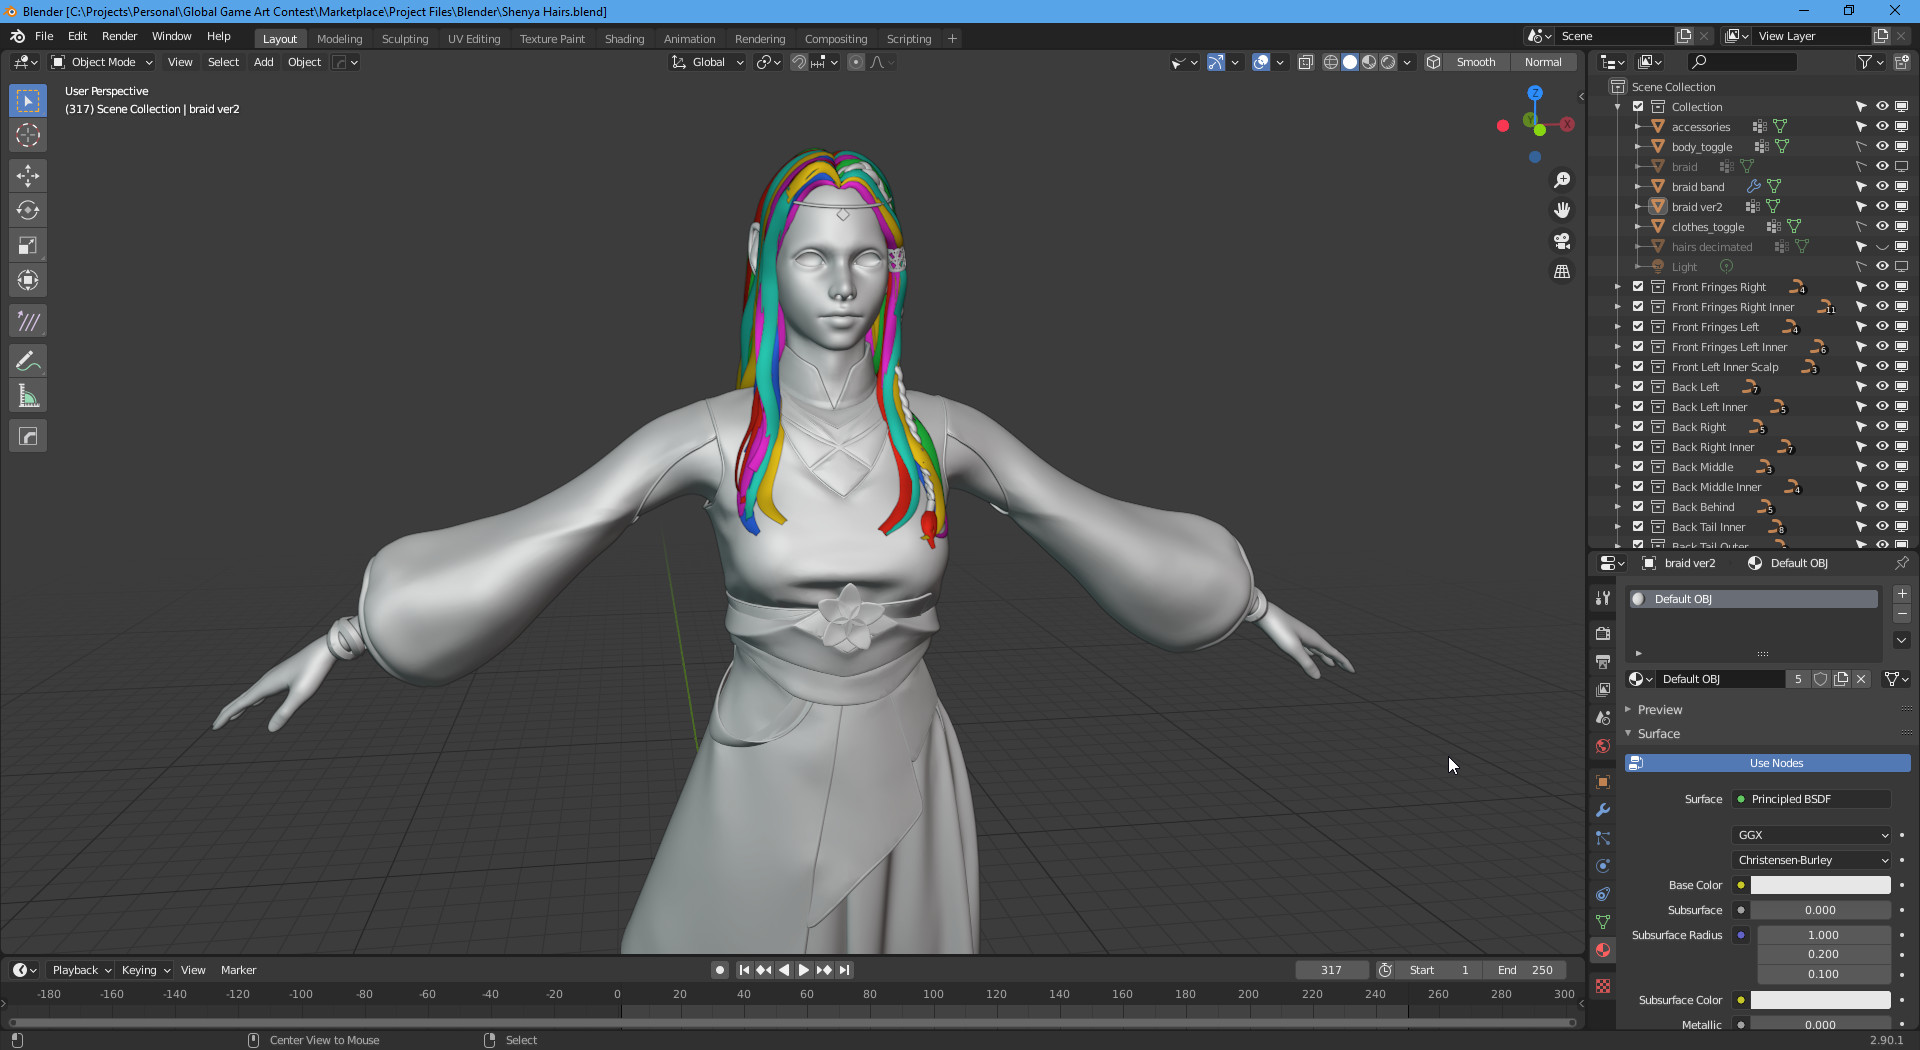 Blender [C:\Projects\Personal\Global Game Art Contest\Marketplace\Project Files\Blender\Shenya Hairs.blend]
File Edit Render Window Help
Layout Modeling Sculpting UV Editing Texture Paint Shading Animation Rendering Compositing Scripting +
Scene
View Layer
Object Mode View Select Add Object
Global
Smooth Normal
User Perspective
(317) Scene Collection | braid ver2
Z
Y
X
Scene Collection
Collection
accessories
body_toggle
braid
braid band
braid ver2
clothes_toggle
hairs decimated
Light
Front Fringes Right 4
Front Fringes Right Inner 11
Front Fringes Left 4
Front Fringes Left Inner 6
Front Left Inner Scalp 3
Back Left 7
Back Left Inner 5
Back Right 5
Back Right Inner 7
Back Middle 3
Back Middle Inner 4
Back Behind 5
Back Tail Inner 8
Back Tail Outer
braid ver2 Default OBJ
Default OBJ
Default OBJ 5
Preview
Surface
Use Nodes
Surface Principled BSDF
GGX
Christensen-Burley
Base Color
Subsurface 0.000
Subsurface Radius 1.000
0.200
0.100
Subsurface Color
Metallic 0.000
Playback Keying View Marker
317 Start 1 End 250
-180 -160 -140 -120 -100 -80 -60 -40 -20 0 20 40 60 80 100 120 140 160 180 200 220 240 260 280 300
Center View to Mouse Select
2.90.1